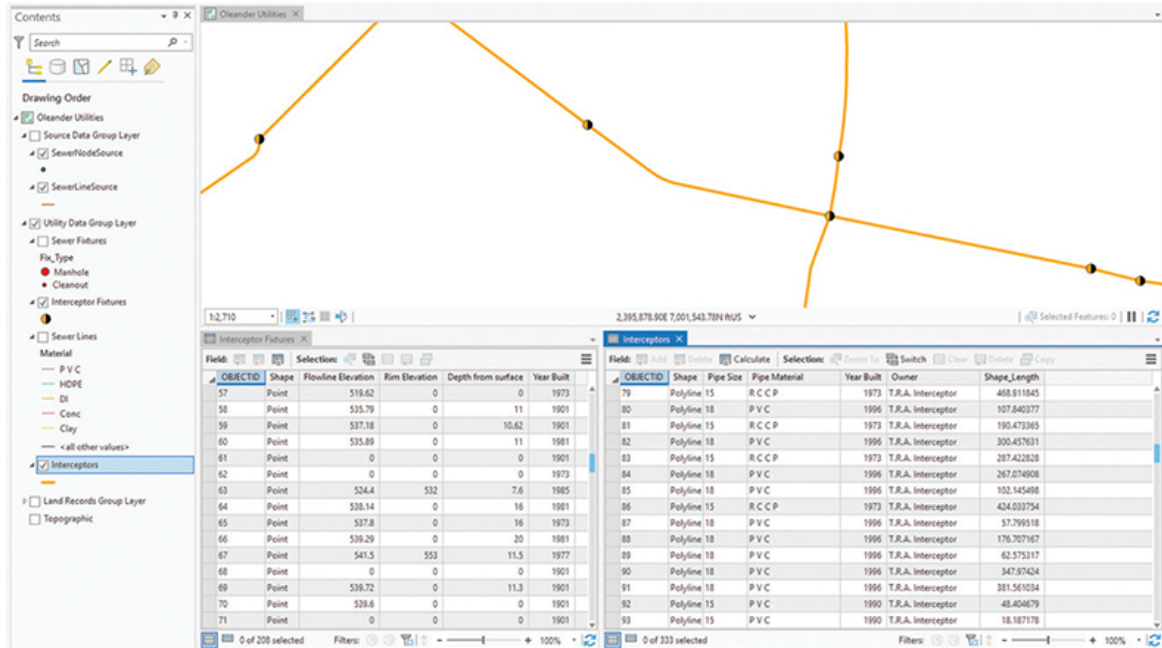 Contents
Search
Drawing Order
Oleander Utilities
Source Data Group Layer
SewerNodeSource
SewerLineSource
Utility Data Group Layer
Sewer Fixtures
Fix_Type
Manhole
Cleanout
Interceptor Fixtures
Sewer Lines
Material
P V C
HDPE
DI
Conc
Clay
<all other values>
Interceptors
Land Records Group Layer
Topographic
Oleander Utilities
1:2,710
2,395,878.90E 7,001,543.78N ftUS
Selected Features: 0
Interceptor Fixtures
Field: Selection:
OBJECTID Shape Flowline Elevation Rim Elevation Depth from surface Year Built
57 Point 519.62 0 0 1973
58 Point 535.79 0 11 1901
59 Point 537.18 0 10.62 1901
60 Point 535.89 0 11 1981
61 Point 0 0 0 1901
62 Point 0 0 0 1973
63 Point 524.4 532 7.6 1985
64 Point 538.14 0 16 1981
65 Point 537.8 0 16 1973
66 Point 539.29 0 20 1981
67 Point 541.5 553 11.5 1977
68 Point 0 0 0 1901
69 Point 539.72 0 11.3 1901
70 Point 539.6 0 0 1901
71 Point 0 0 0 1901
0 of 208 selected Filters: - + 100%
Interceptors
Field: Add Delete Calculate Selection: Zoom To Switch Clear Delete Copy
OBJECTID Shape Pipe Size Pipe Material Year Built Owner Shape_Length
79 Polyline 15 R C C P 1973 T.R.A. Interceptor 468.911845
80 Polyline 18 P V C 1996 T.R.A. Interceptor 107.840377
81 Polyline 15 R C C P 1973 T.R.A. Interceptor 190.473365
82 Polyline 18 P V C 1996 T.R.A. Interceptor 300.457631
83 Polyline 15 R C C P 1973 T.R.A. Interceptor 287.422828
84 Polyline 18 P V C 1996 T.R.A. Interceptor 267.074908
85 Polyline 18 P V C 1996 T.R.A. Interceptor 102.145498
86 Polyline 15 R C C P 1973 T.R.A. Interceptor 424.033754
87 Polyline 18 P V C 1996 T.R.A. Interceptor 57.799518
88 Polyline 18 P V C 1996 T.R.A. Interceptor 176.707167
89 Polyline 18 P V C 1996 T.R.A. Interceptor 62.575317
90 Polyline 18 P V C 1996 T.R.A. Interceptor 347.97424
91 Polyline 18 P V C 1996 T.R.A. Interceptor 381.561034
92 Polyline 15 P V C 1990 T.R.A. Interceptor 48.404679
93 Polyline 15 P V C 1990 T.R.A. Interceptor 18.187178
0 of 333 selected Filters: - + 100%